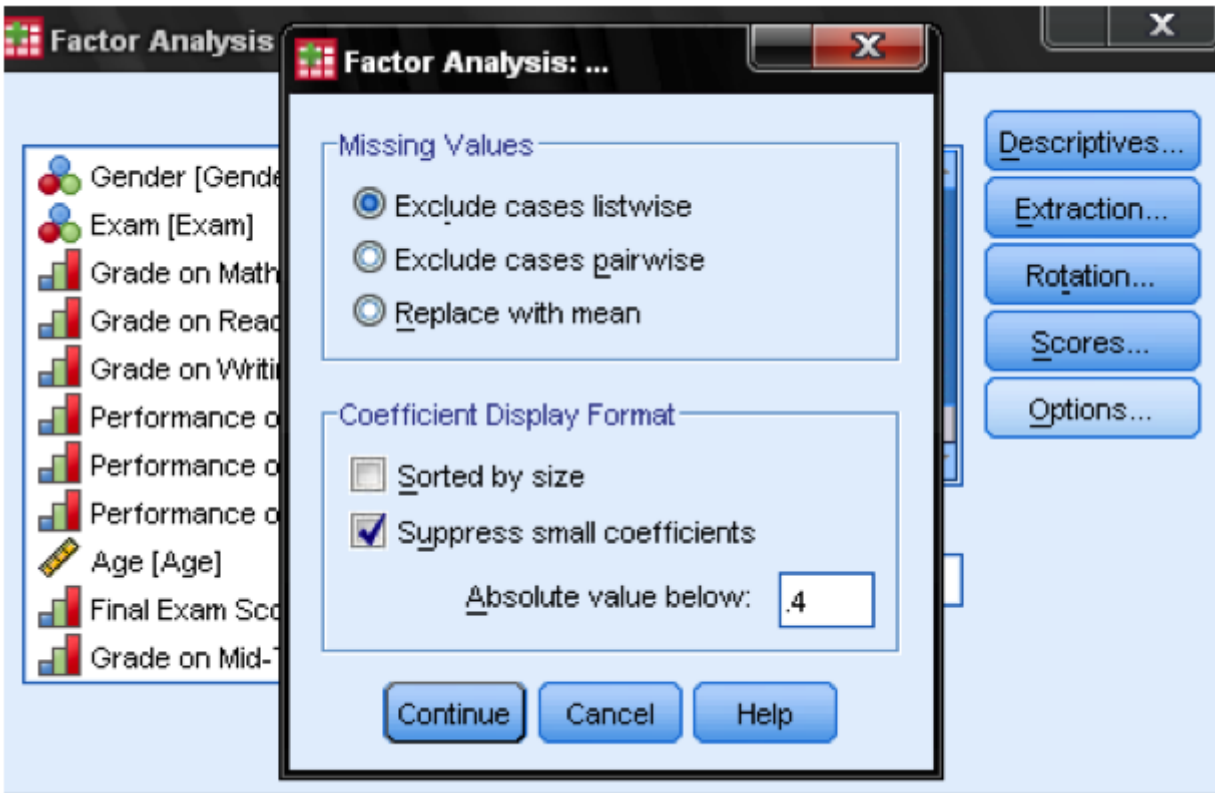 Factor Analysis
Factor Analysis: ...
Missing Values
Exclude cases listwise
Exclude cases pairwise
Replace with mean
Coefficient Display Format
Sorted by size
Suppress small coefficients
Absolute value below: .4
Continue Cancel Help
Gender [Gende
Exam [Exam]
Grade on Math
Grade on Read
Grade on Writi
Performance o
Performance o
Performance o
Age [Age]
Final Exam Sco
Grade on Mid-T
Descriptives...
Extraction...
Rotation...
Scores...
Options...